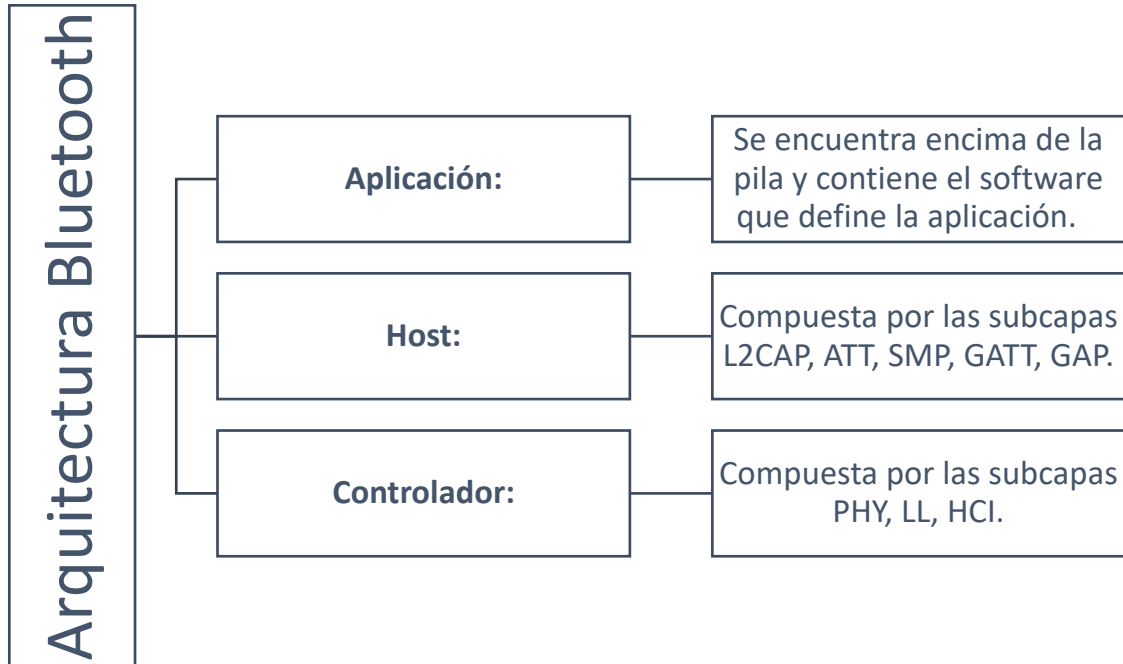 Arquitectura Bluetooth
Aplicación:
Se encuentra encima de la
pila y contiene el software
que define la aplicación.
Host:
Compuesta por las subcapas
L2CAP, ATT, SMP, GATT, GAP.
Controlador:
Compuesta por las subcapas
PHY, LL, HCI.